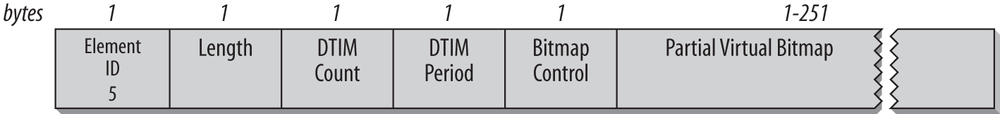 bytes 1 1 1 1 1 1-251
Element ID 5
Length
DTIM Count
DTIM Period
Bitmap Control
Partial Virtual Bitmap